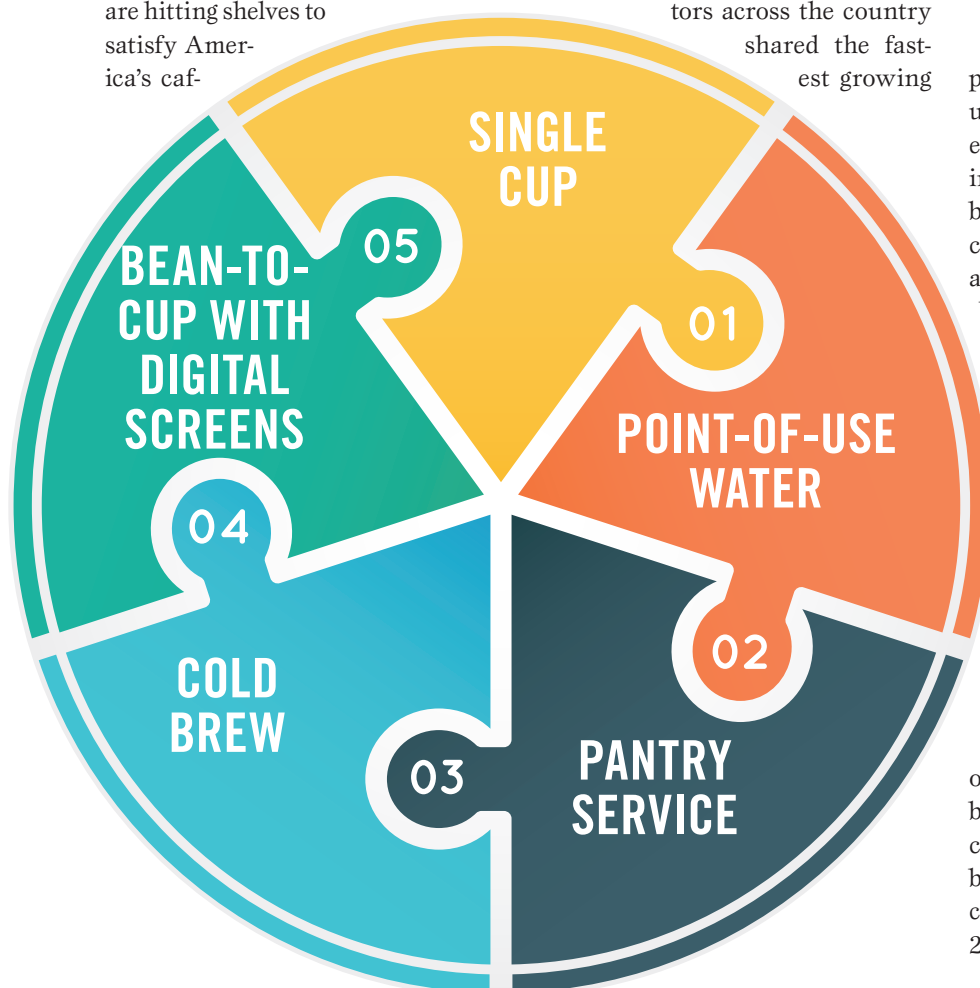 are hitting shelves to
satisfy Amer-
ica's caf-
tors across the country
shared the fast-
est growing
SINGLE
CUP
01
POINT-OF-USE
WATER
02
PANTRY
SERVICE
03
COLD
BREW
04
BEAN-TO-
CUP WITH
DIGITAL
SCREENS
05